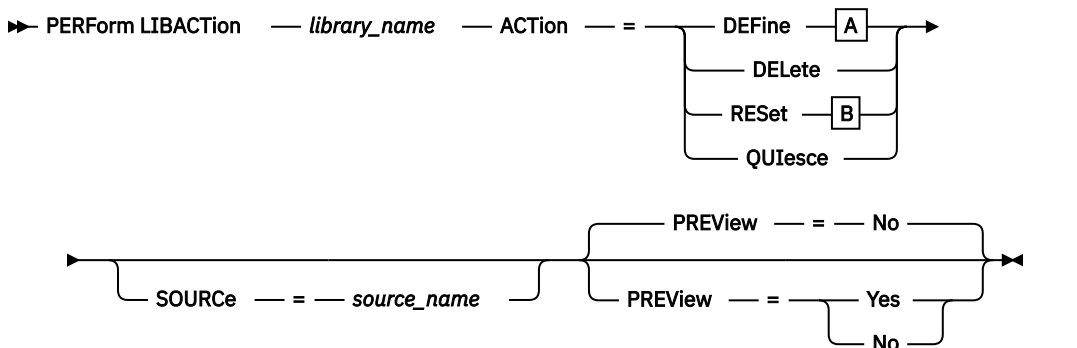 PERForm LIBACTion library_name ACTion = DEFine A
DELete
RESet B
QUIesce
PREView = No
SOURCe = source_name PREView = Yes
No